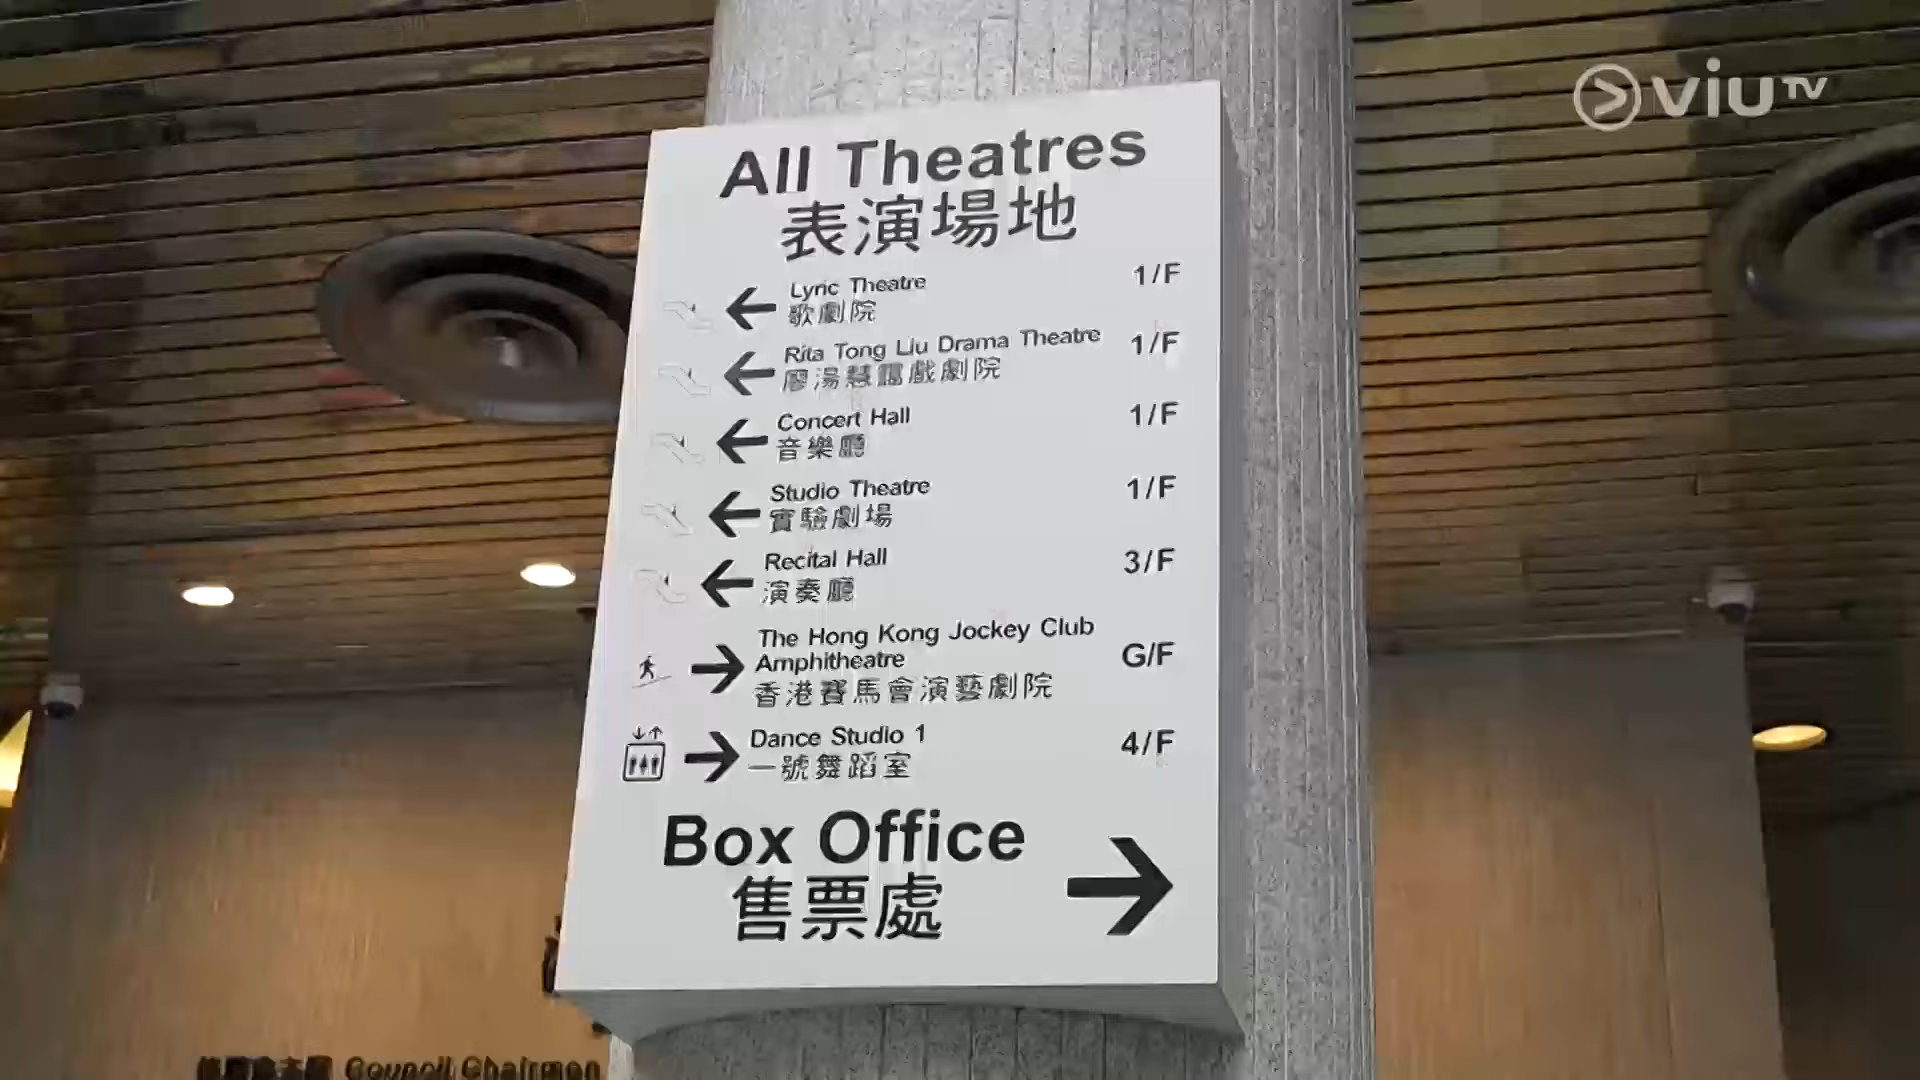 viu TV
All Theatres
表演場地
Lyric Theatre 1/F
歌劇院
Rita Tong Liu Drama Theatre 1/F
廖湯慧靄戲劇院
Concert Hall 1/F
音樂廳
Studio Theatre 1/F
實驗劇場
Recital Hall 3/F
演奏廳
The Hong Kong Jockey Club
Amphitheatre G/F
香港賽馬會演藝劇院
Dance Studio 1 4/F
一號舞蹈室
Box Office
售票處
Council Chairman